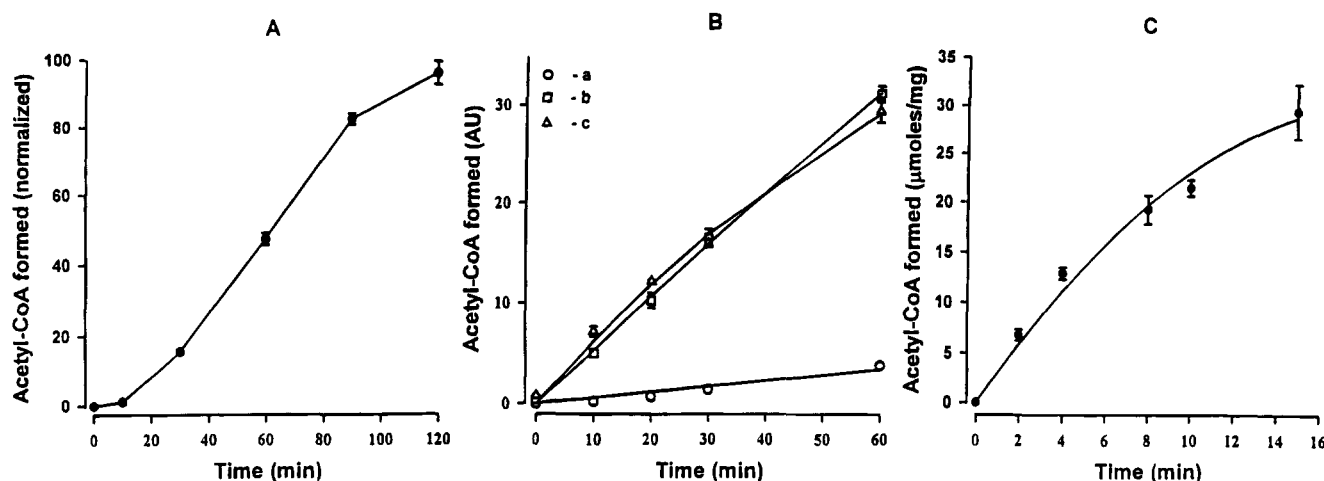 A
Acetyl-CoA formed (normalized)
100
80
60
40
20
0
0 20 40 60 80 100 120
Time (min)
B
Acetyl-CoA formed (AU)
- a
- b
- c
30
20
10
0
0 10 20 30 40 50 60
Time (min)
C
Acetyl-CoA formed (μmoles/mg)
35
30
25
20
15
10
5
0
0 2 4 6 8 10 12 14 16
Time (min)